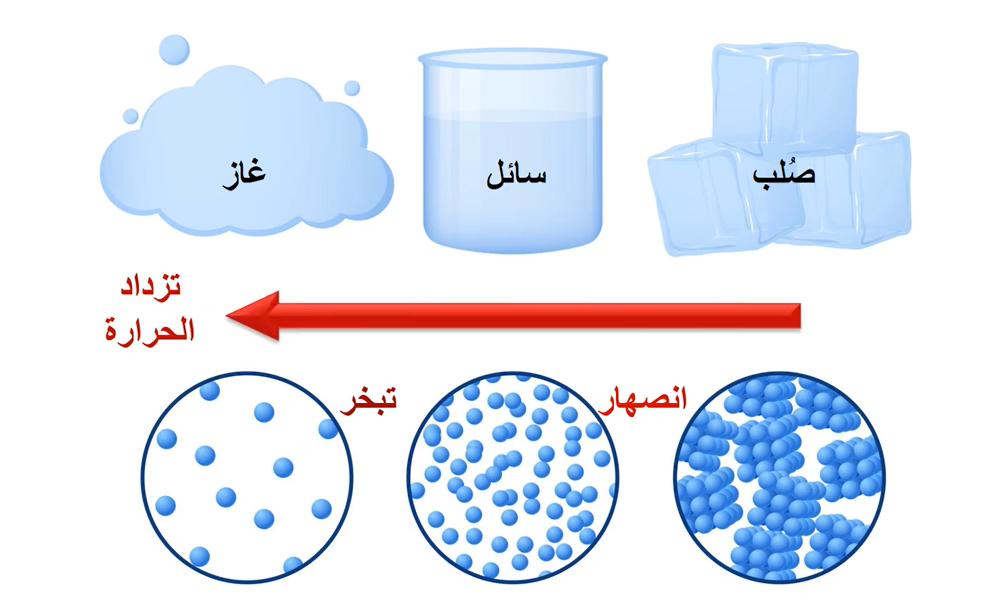 صُلب
سائل
غاز
تزداد
الحرارة
انصهار
تبخر